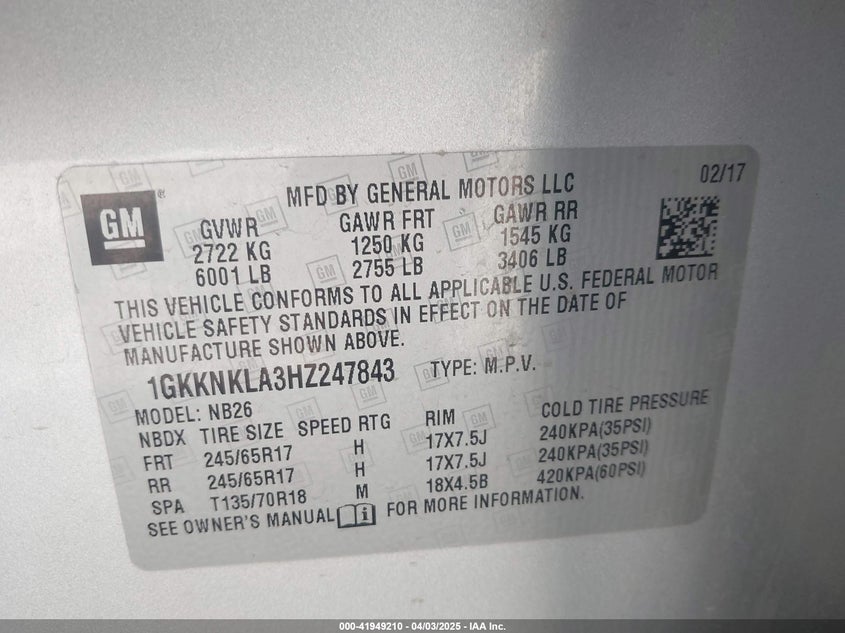 GM ®
MFD BY GENERAL MOTORS LLC
02/17
GVWR GAWR FRT GAWR RR
2722 KG 1250 KG 1545 KG
6001 LB 2755 LB 3406 LB
THIS VEHICLE CONFORMS TO ALL APPLICABLE U.S. FEDERAL MOTOR
VEHICLE SAFETY STANDARDS IN EFFECT ON THE DATE OF
MANUFACTURE SHOWN ABOVE.
1GKKNKLA3HZ247843 TYPE: M.P.V.
MODEL: NB26
NBDX TIRE SIZE SPEED RTG RIM COLD TIRE PRESSURE
FRT 245/65R17 H 17X7.5J 240KPA(35PSI)
RR 245/65R17 H 17X7.5J 240KPA(35PSI)
SPA T135/70R18 M 18X4.5B 420KPA(60PSI)
SEE OWNER'S MANUAL i FOR MORE INFORMATION.
000-41949210 - 04/03/2025 - IAA Inc.